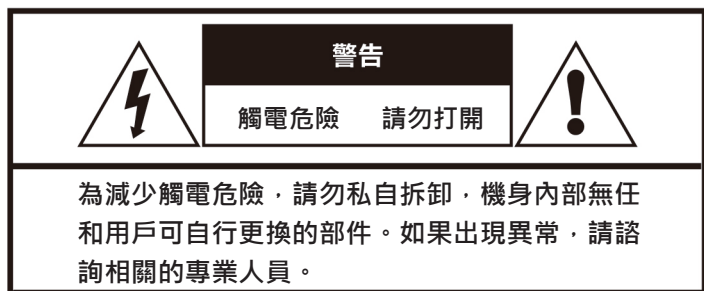 警告
觸電危險 請勿打開
為減少觸電危險，請勿私自拆卸，機身內部無任
和用戶可自行更換的部件。如果出現異常，請諮
詢相關的專業人員。